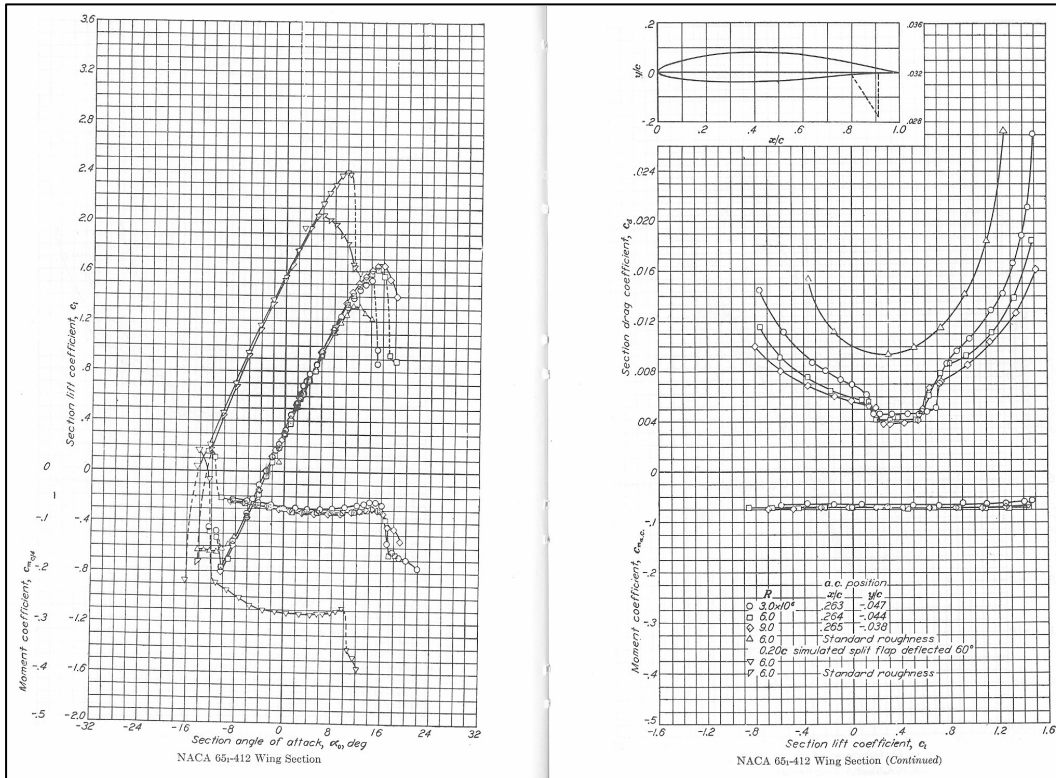 3.6
3.2
2.8
2.4
2.0
1.6
1.2
.8
.4
0
-.4
-.8
-1.2
-1.6
-2.0
Section lift coefficient, cₗ
0
-.1
-.2
-.3
-.4
-.5
Moment coefficient, cₘc/4
-32 -24 -16 -8 0 8 16 24 32
Section angle of attack, α₀, deg
NACA 65₁-412 Wing Section
.2
0
-.2
y/c
0 .2 .4 .6 .8 1.0
x/c
.036
.032
.028
.024
.020
.016
.012
.008
.004
0
Section drag coefficient, c_d
-.1
-.2
-.3
-.4
-.5
Moment coefficient, cₘa.c.
a.c. position
R x/c y/c
3.0×10⁶ .263 -.047
6.0 .264 -.044
9.0 .265 -.038
6.0 Standard roughness
0.20c simulated split flap deflected 60°
6.0
6.0 Standard roughness
-1.6 -1.2 -.8 -.4 0.0 .4 .8 1.2 1.6
Section lift coefficient, cₗ
NACA 65₁-412 Wing Section (Continued)